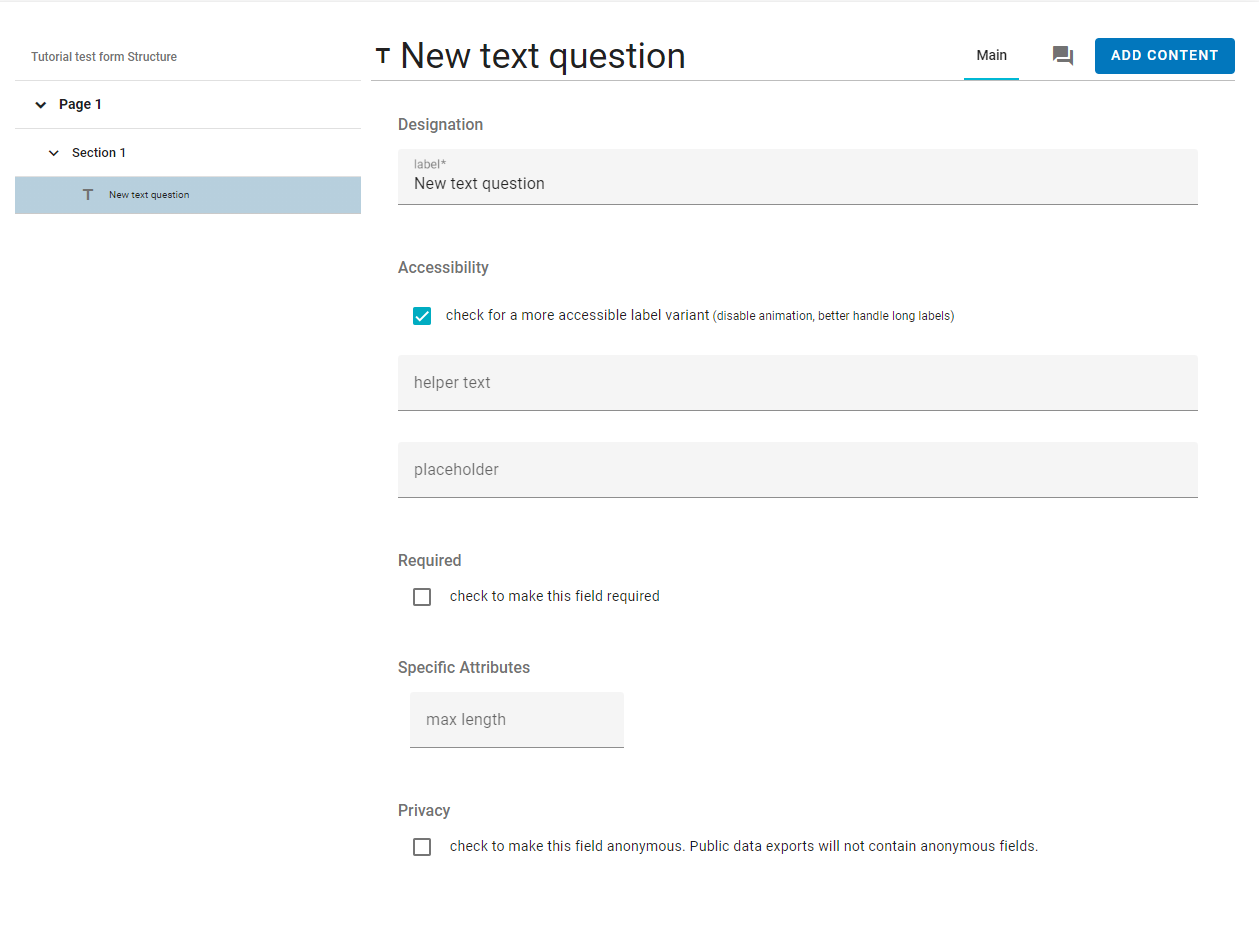 Tutorial test form Structure
Page 1
Section 1
T New text question
T New text question
Main
ADD CONTENT
Designation
label*
New text question
Accessibility
check for a more accessible label variant (disable animation, better handle long labels)
helper text
placeholder
Required
check to make this field required
Specific Attributes
max length
Privacy
check to make this field anonymous. Public data exports will not contain anonymous fields.